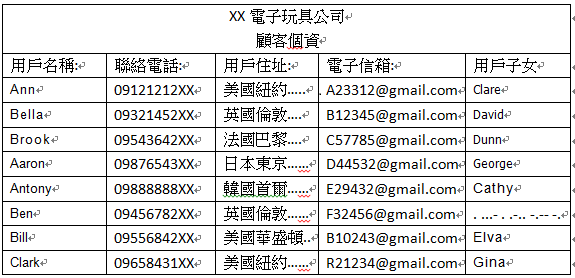 XX 電子玩具公司
顧客個資
用戶名稱: 聯絡電話: 用戶住址: 電子信箱: 用戶子女
Ann 09121212XX 美國紐約..... . A23312@gmail.com Clare
Bella 09321452XX 英國倫敦.... B12345@gmail.com David
Brook 09543642XX 法國巴黎.... C57785@gmail.com Dunn
Aaron 09876543XX 日本東京...... D44532@gmail.com George
Antony 09888888XX 韓國首爾...... E29432@gmail.com Cathy
Ben 09456782XX 英國倫敦...... F32456@gmail.com . ...- . .-.. -.-- -.
Bill 09556842XX 美國華盛頓.. B10243@gmail.com Elva
Clark 09658431XX 美國紐約...... R21234@gmail.com Gina